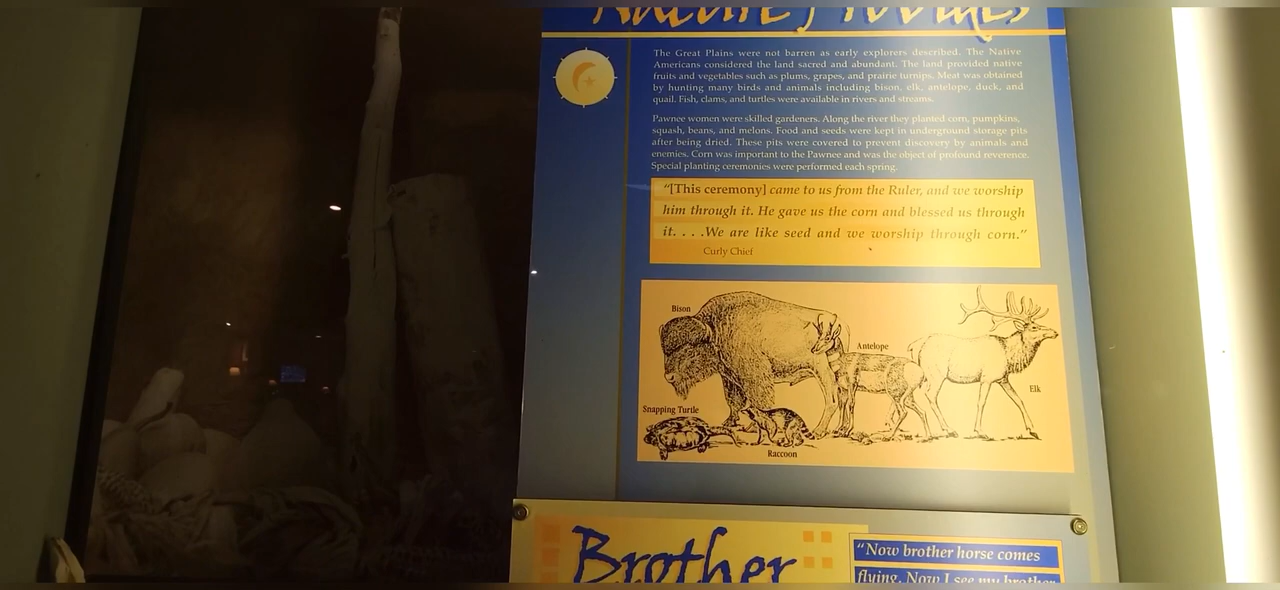 Nature Provides
The Great Plains were not barren as early explorers described. The Native
Americans considered the land sacred and abundant. The land provided native
fruits and vegetables such as plums, grapes, and prairie turnips. Meat was obtained
by hunting many birds and animals including bison, elk, antelope, duck, and
quail. Fish, clams, and turtles were available in rivers and streams.
Pawnee women were skilled gardeners. Along the river they planted corn, pumpkins,
squash, beans, and melons. Food and seeds were kept in underground storage pits
after being dried. These pits were covered to prevent discovery by animals and
enemies. Corn was important to the Pawnee and was the object of profound reverence.
Special planting ceremonies were performed each spring.
“[This ceremony] came to us from the Ruler, and we worship
him through it. He gave us the corn and blessed us through
it. . . .We are like seed and we worship through corn.”
Curly Chief
Bison
Antelope
Elk
Snapping Turtle
Raccoon
Brother
“Now brother horse comes
flying. Now I see my brother